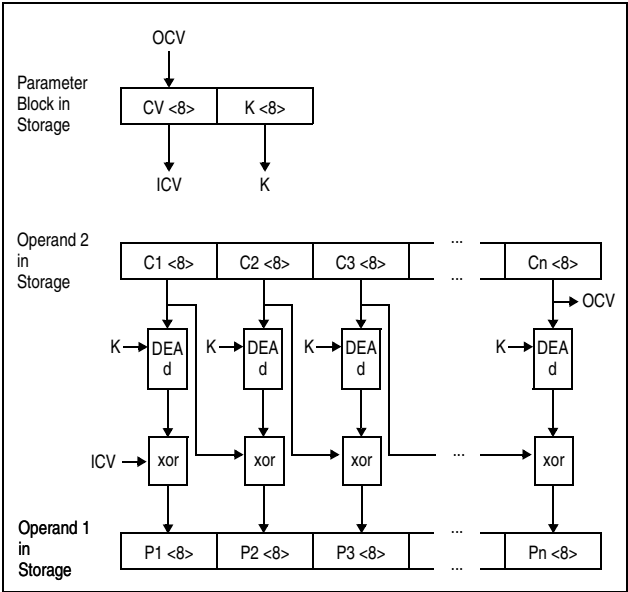 OCV
Parameter
Block in
Storage
CV <8> K <8>
ICV K
Operand 2
in
Storage
...
C1 <8> C2 <8> C3 <8> Cn <8>
...
OCV
K DEA K DEA K DEA K DEA
d d d d
ICV xor xor xor ... xor
Operand 1
in
Storage
...
P1 <8> P2 <8> P3 <8> Pn <8>
...